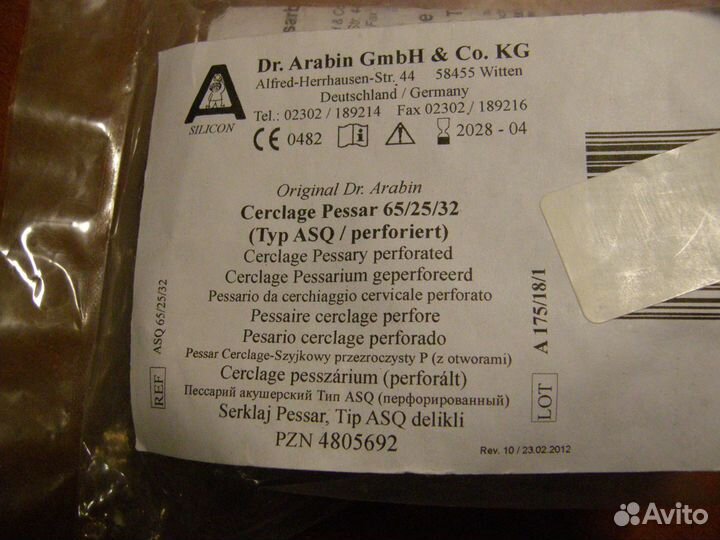 Dr. Arabin GmbH & Co. KG
Alfred-Herrhausen-Str. 44 58455 Witten
Deutschland / Germany
Tel.: 02302 / 189214 Fax 02302 / 189216
A
SILICON
CE 0482 2028 - 04
Original Dr. Arabin
Cerclage Pessar 65/25/32
(Typ ASQ / perforiert)
Cerclage Pessary perforated
Cerclage Pessarium geperforeerd
Pessario da cerchiaggio cervicale perforato
Pessaire cerclage perfore
Pesario cerclage perforado
Pessar Cerclage-Szyjkowy przezroczysty P (z otworami)
Cerclage pesszárium (perforált)
Пессарий акушерский Тип ASQ (перфорированный)
Serklaj Pessar, Tip ASQ delikli
PZN 4805692
REF ASQ 65/25/32
LOT A 175/18/1
Rev. 10 / 23.02.2012
Avito